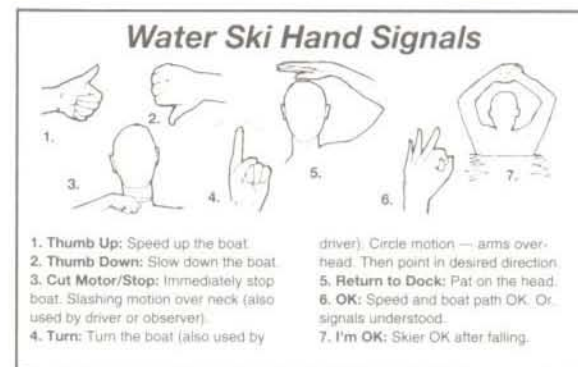 Water Ski Hand Signals
1.
2.
3.
4.
5.
6.
7.
1. Thumb Up: Speed up the boat.
2. Thumb Down: Slow down the boat.
3. Cut Motor/Stop: Immediately stop
boat. Slashing motion over neck (also
used by driver or observer).
4. Turn: Turn the boat (also used by
driver). Circle motion — arms over-
head. Then point in desired direction.
5. Return to Dock: Pat on the head.
6. OK: Speed and boat path OK. Or,
signals understood.
7. I'm OK: Skier OK after falling.